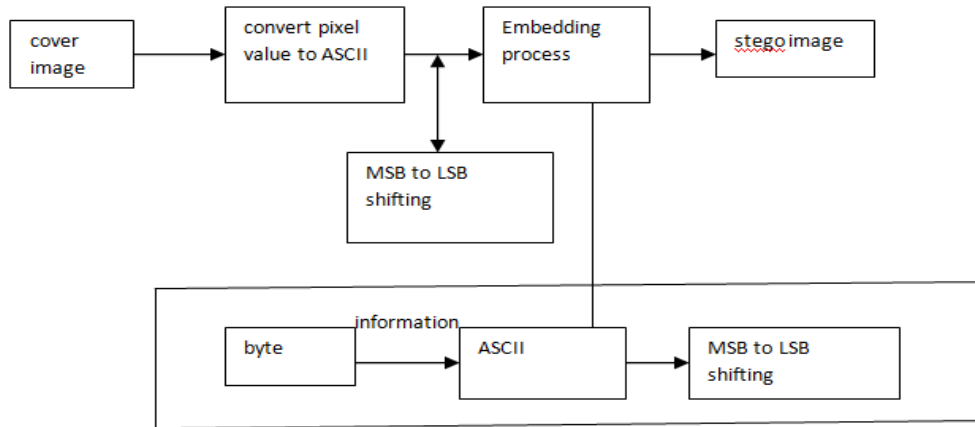 cover
image
convert pixel
value to ASCII
Embedding
process
stego image
MSB to LSB
shifting
information
byte
ASCII
MSB to LSB
shifting